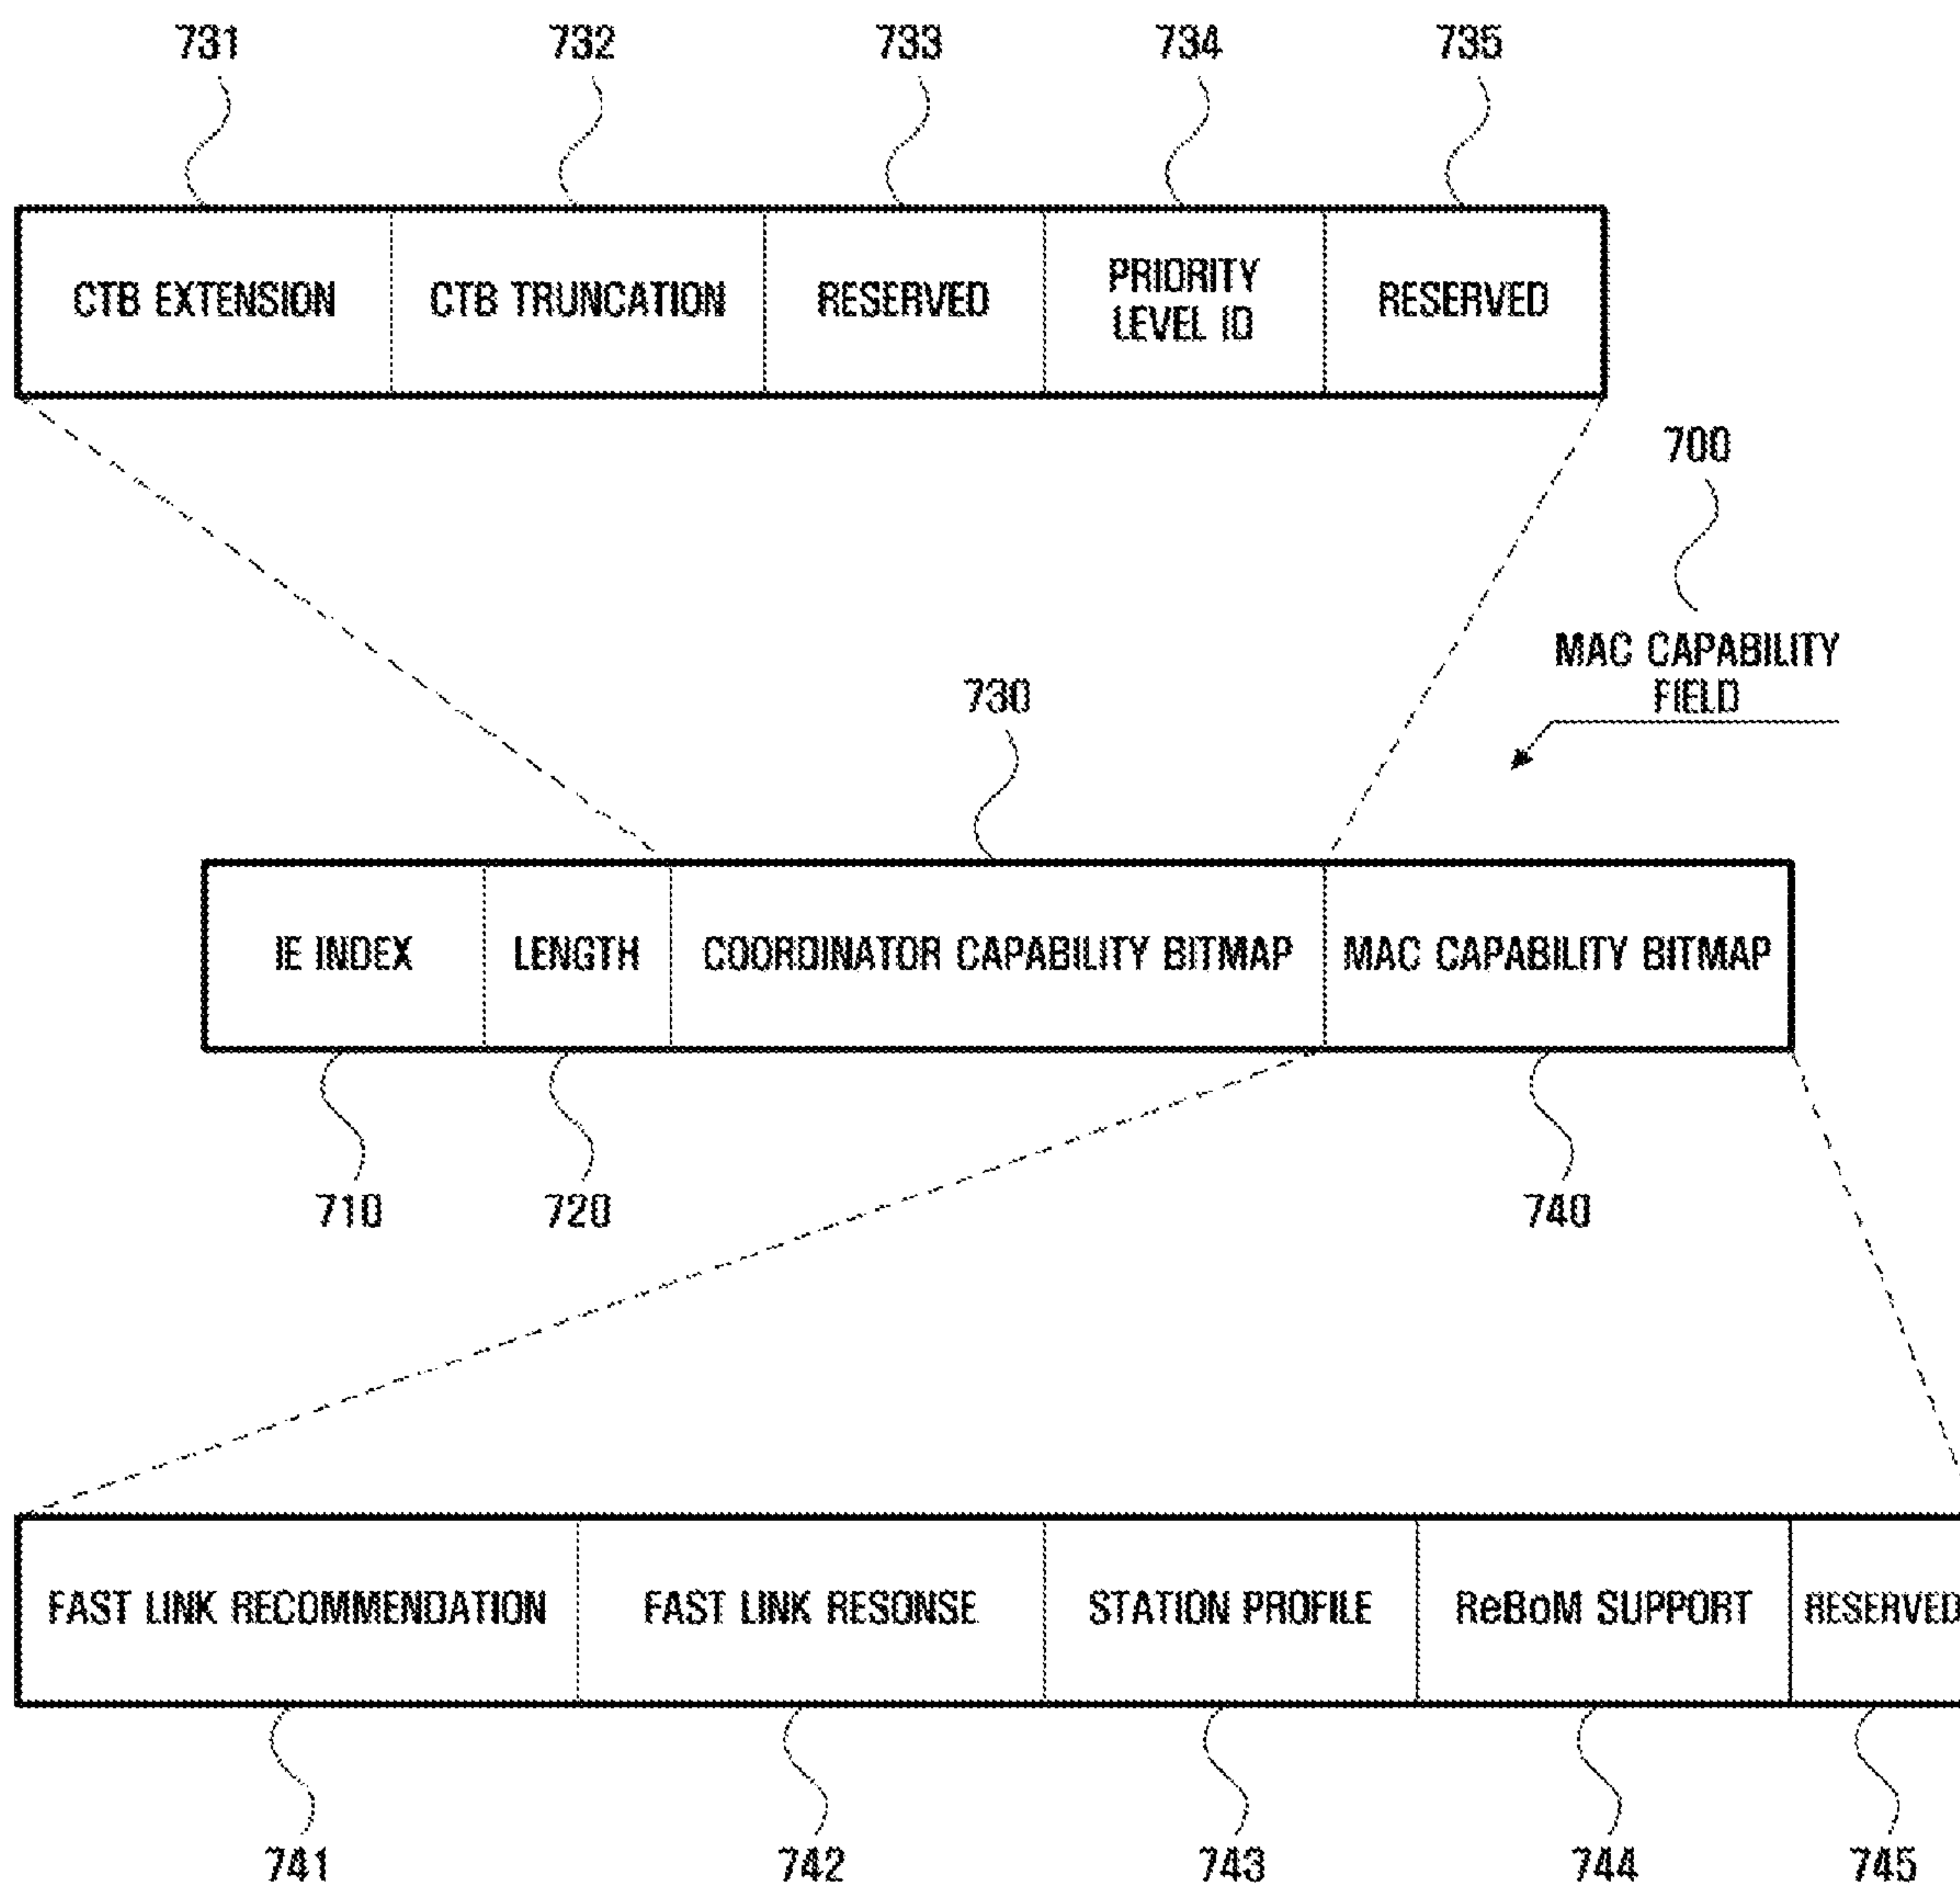 731 732 733 734 735
CTB EXTENSION CTB TRUNCATION RESERVED PRIORITY LEVEL ID RESERVED
700
MAC CAPABILITY
FIELD
730
IE INDEX LENGTH COORDINATOR CAPABILITY BITMAP MAC CAPABILITY BITMAP
710 720 740
FAST LINK RECOMMENDATION FAST LINK RESONSE STATION PROFILE ReBoM SUPPORT RESERVED
741 742 743 744 745